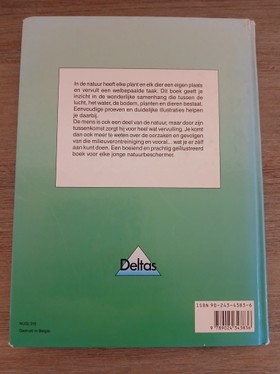 In de natuur heeft elke plant en elk dier een eigen plaats
en vervult een welbepaalde taak. Dit boek geeft je
inzicht in de wonderlijke samenhang die tussen de
lucht, het water, de bodem, planten en dieren bestaat.
Eenvoudige proeven en duidelijke illustraties helpen
je daarbij.
De mens is ook een deel van de natuur, maar door zijn
tussenkomst zorgt hij voor heel wat vervuiling. Je komt
dan ook meer te weten over de oorzaken en gevolgen
van die milieuverontreiniging en vooral... wat je er zelf
aan kunt doen. Een boeiend en prachtig geïllustreerd
boek voor elke jonge natuurbeschermer.
Deltas
ISBN 90-243-4383-6
9789024343836